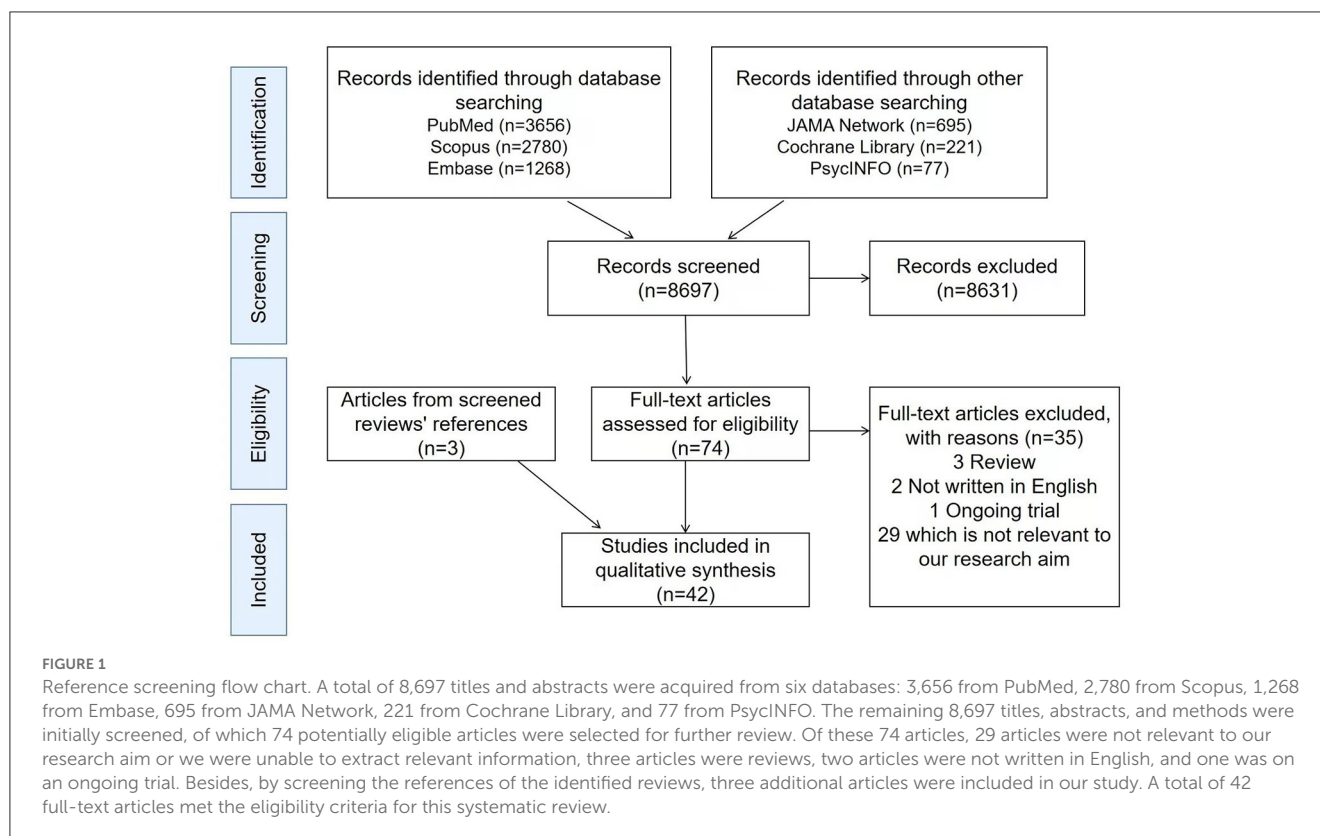 Identification
Records identified through database
searching
PubMed (n=3656)
Scopus (n=2780)
Embase (n=1268)
Records identified through other
database searching
JAMA Network (n=695)
Cochrane Library (n=221)
PsycINFO (n=77)
Screening
Records screened
(n=8697)
Records excluded
(n=8631)
Eligibility
Articles from screened
reviews' references
(n=3)
Full-text articles
assessed for eligibility
(n=74)
Full-text articles excluded,
with reasons (n=35)
3 Review
2 Not written in English
1 Ongoing trial
29 which is not relevant to
our research aim
Included
Studies included in
qualitative synthesis
(n=42)
FIGURE 1
Reference screening flow chart. A total of 8,697 titles and abstracts were acquired from six databases: 3,656 from PubMed, 2,780 from Scopus, 1,268
from Embase, 695 from JAMA Network, 221 from Cochrane Library, and 77 from PsycINFO. The remaining 8,697 titles, abstracts, and methods were
initially screened, of which 74 potentially eligible articles were selected for further review. Of these 74 articles, 29 articles were not relevant to our
research aim or we were unable to extract relevant information, three articles were reviews, two articles were not written in English, and one was on
an ongoing trial. Besides, by screening the references of the identified reviews, three additional articles were included in our study. A total of 42
full-text articles met the eligibility criteria for this systematic review.